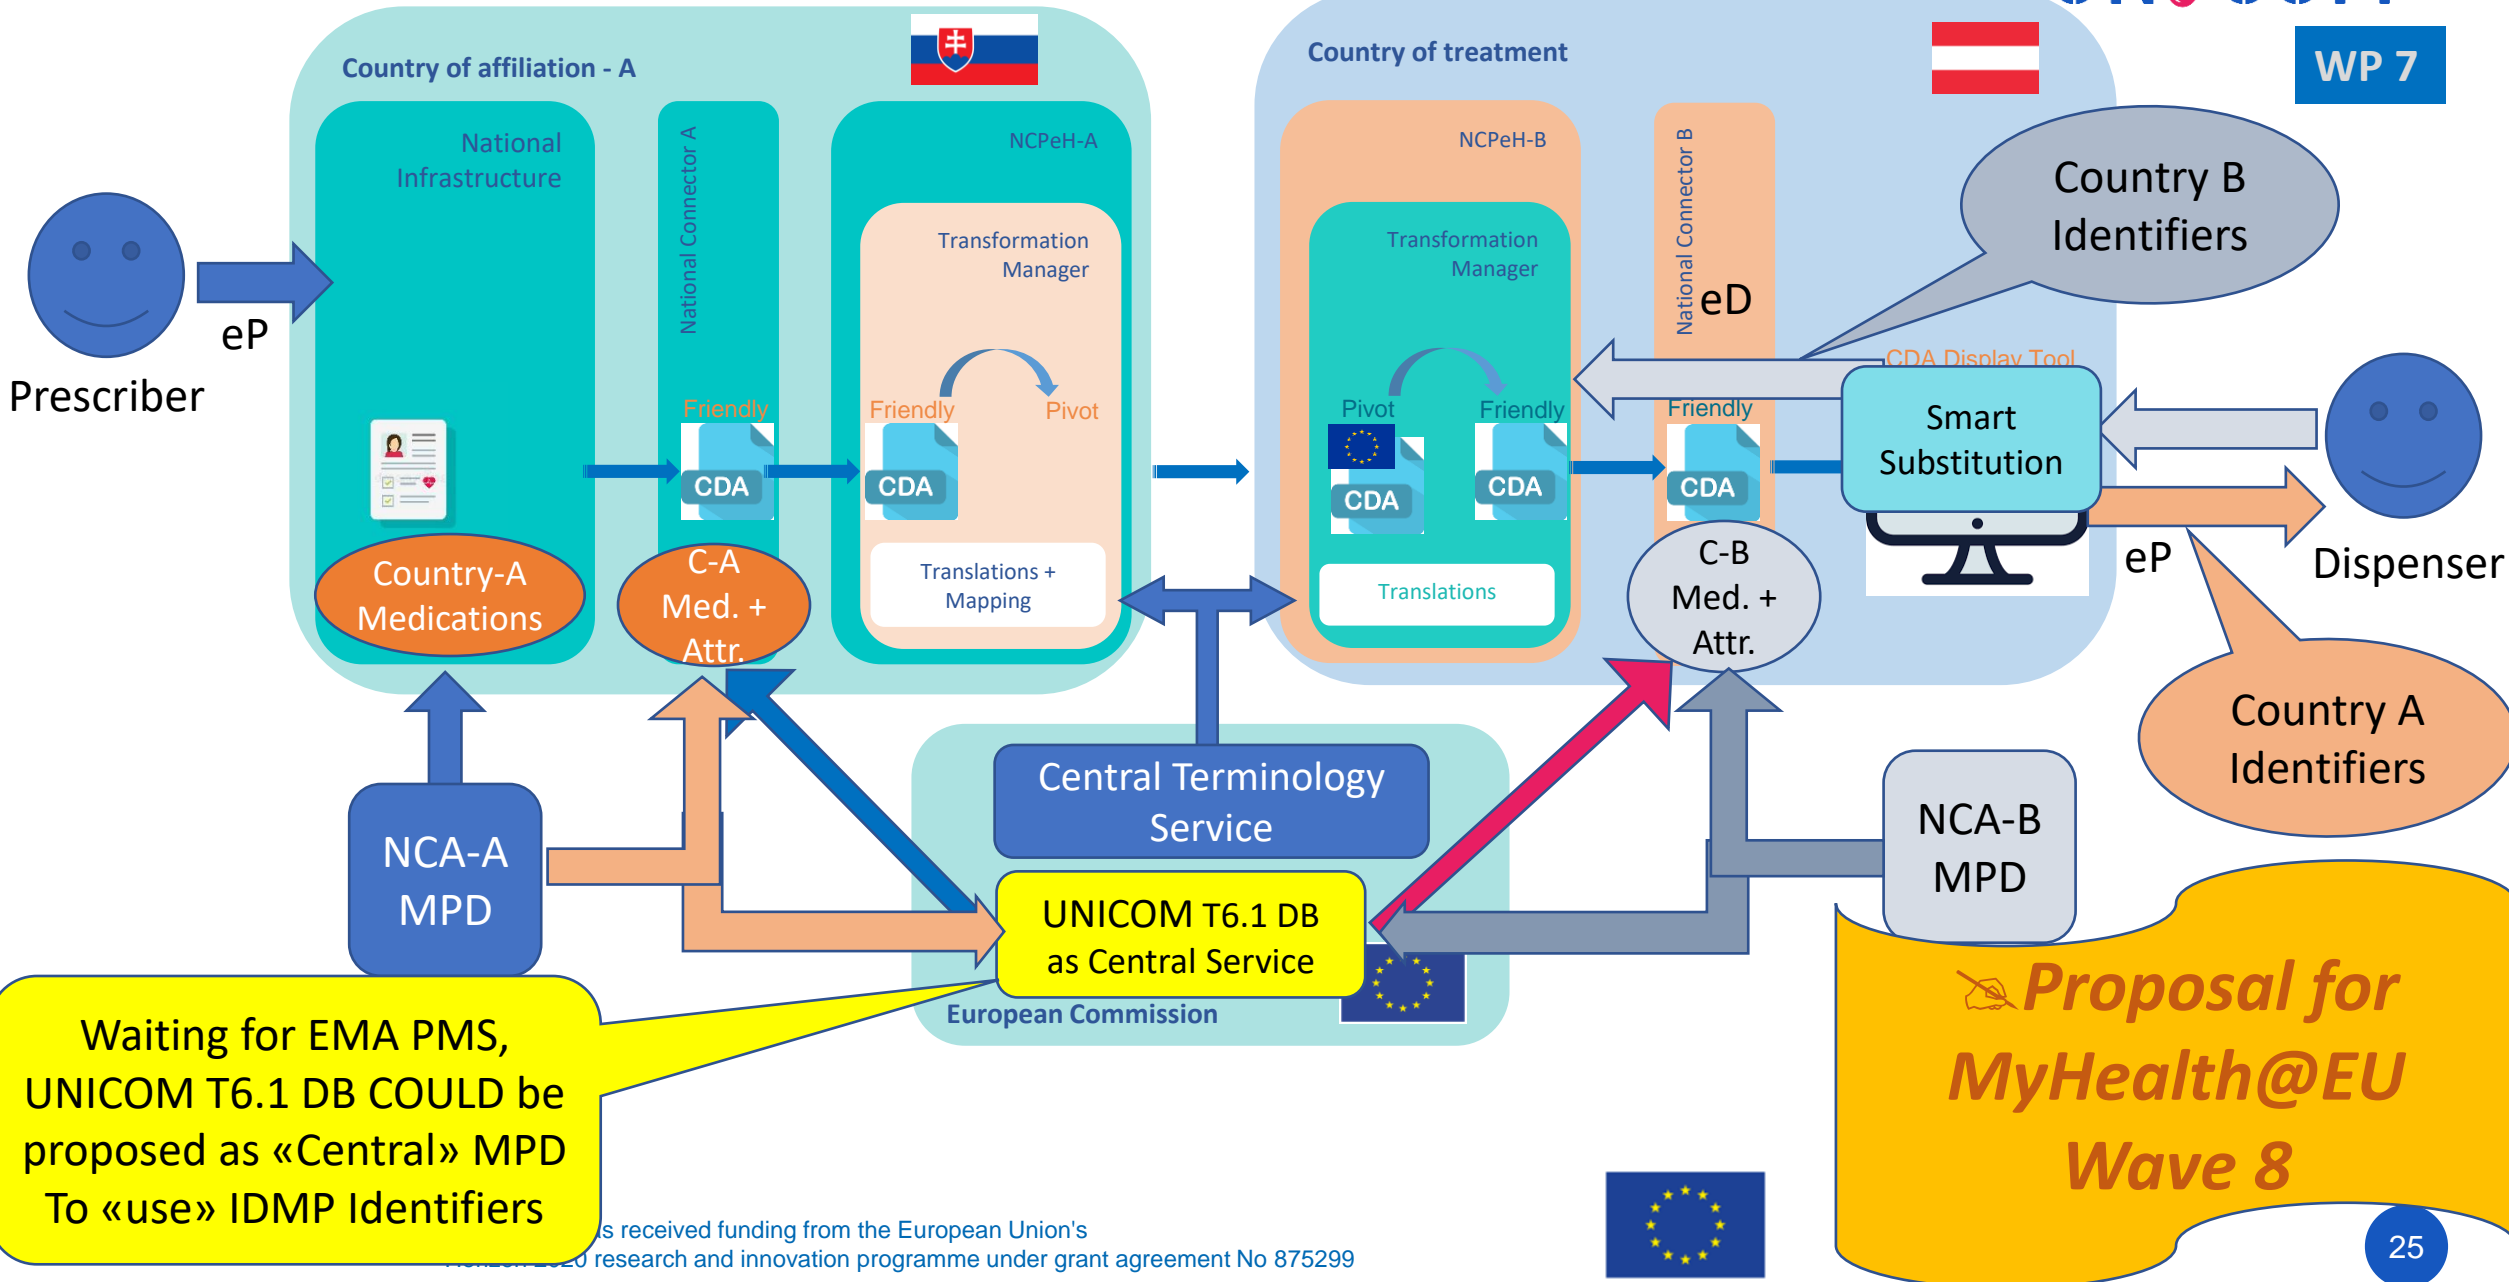 Country of affiliation - A
Country of treatment
WP 7
National
Infrastructure
National Connector A
NCPeH-A
Transformation
Manager
NCPeH-B
Transformation
Manager
National Connector B
eD
Country B
Identifiers
eP
Prescriber
Friendly
CDA
Friendly
Pivot
CDA
Pivot
Friendly
CDA
CDA
Friendly
CDA
CDA Display Tool
Smart
Substitution
eP
Dispenser
Country-A
Medications
C-A
Med. +
Attr.
Translations +
Mapping
Translations
C-B
Med. +
Attr.
Country A
Identifiers
NCA-A
MPD
Central Terminology
Service
UNICOM T6.1 DB
as Central Service
European Commission
NCA-B
MPD
Waiting for EMA PMS,
UNICOM T6.1 DB COULD be
proposed as «Central» MPD
To «use» IDMP Identifiers
Proposal for
MyHealth@EU
Wave 8
received funding from the European Union's
research and innovation programme under grant agreement No 875299
25